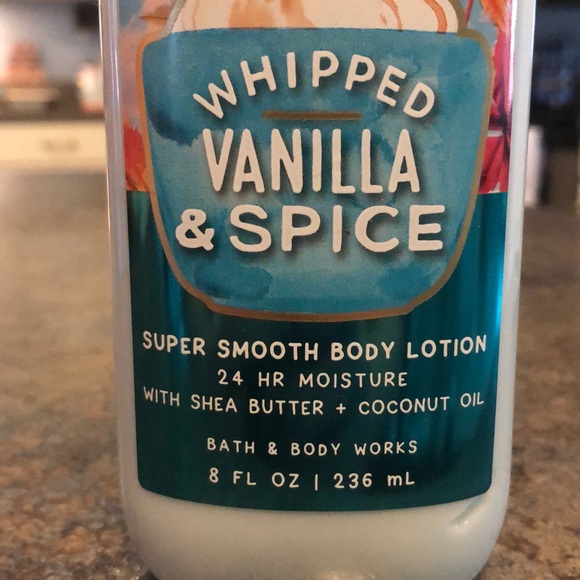 WHIPPED
VANILLA
& SPICE
SUPER SMOOTH BODY LOTION
24 HR MOISTURE
WITH SHEA BUTTER + COCONUT OIL
BATH & BODY WORKS
8 FL OZ | 236 mL